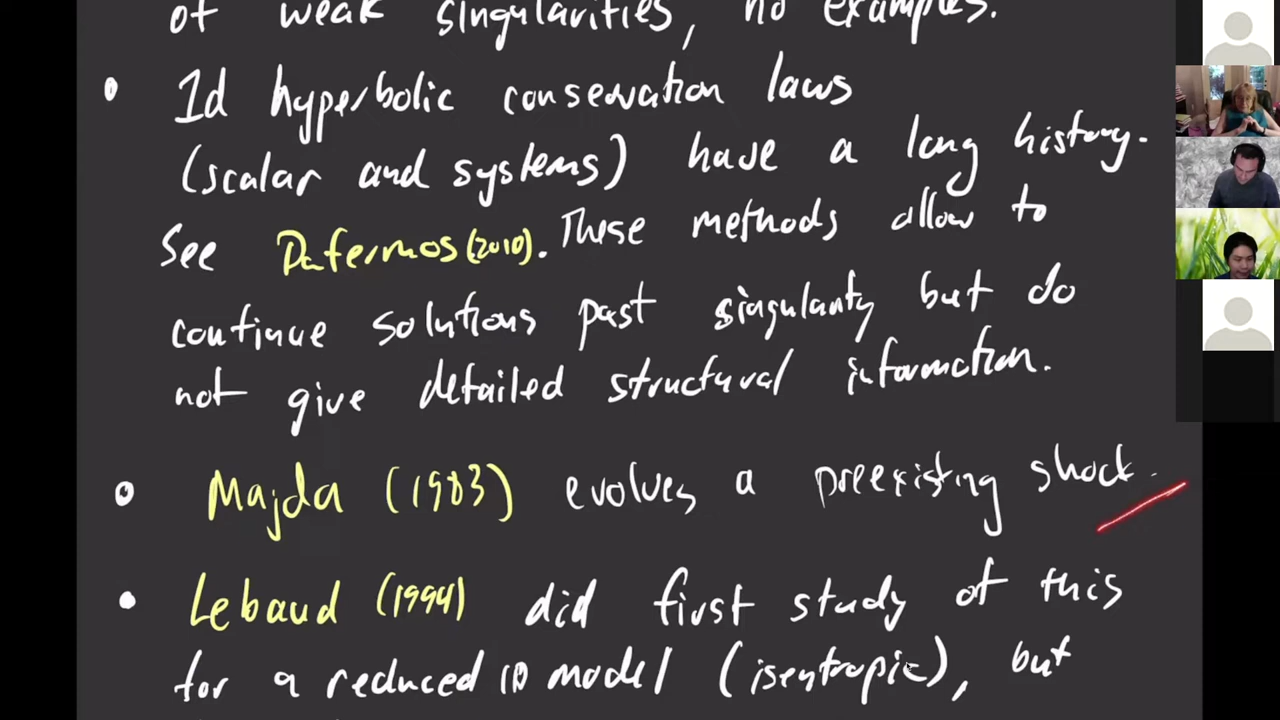 of weak singularities, no examples.
• 1d hyperbolic conservation laws
(scalar and systems) have a long history.
See Dafermos (2010). These methods allow to
continue solutions past singularity but do
not give detailed structural information.
• Majda (1983) evolves a preexisting shock.
• Lebaud (1994) did first study of this
for a reduced 1D model (isentropic), but